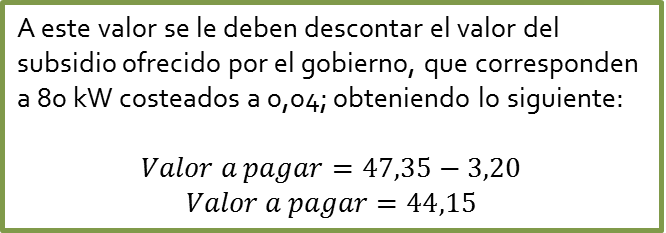 A este valor se le deben descontar el valor del
subsidio ofrecido por el gobierno, que corresponden
a 80 kW costeados a 0,04; obteniendo lo siguiente:
Valor a pagar = 47,35 − 3,20
Valor a pagar = 44,15